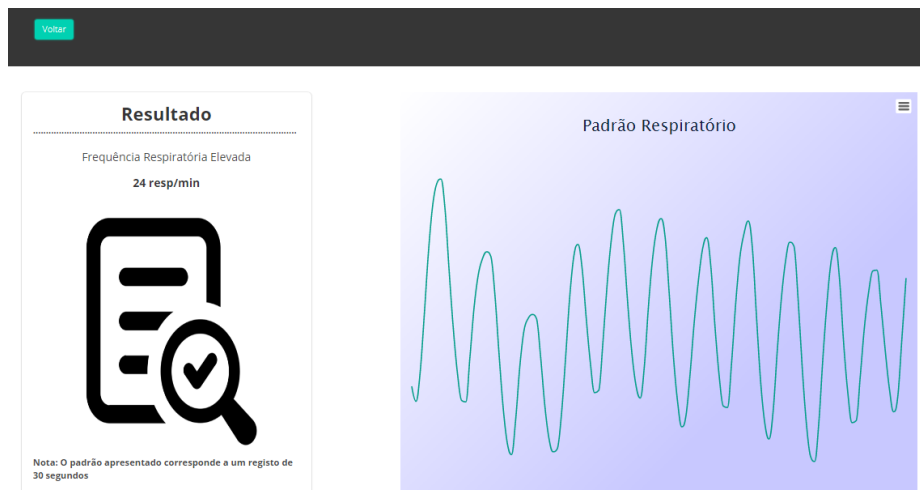 Voltar
Resultado
Frequência Respiratória Elevada
24 resp/min
Nota: O padrão apresentado corresponde a um registo de
30 segundos
Padrão Respiratório